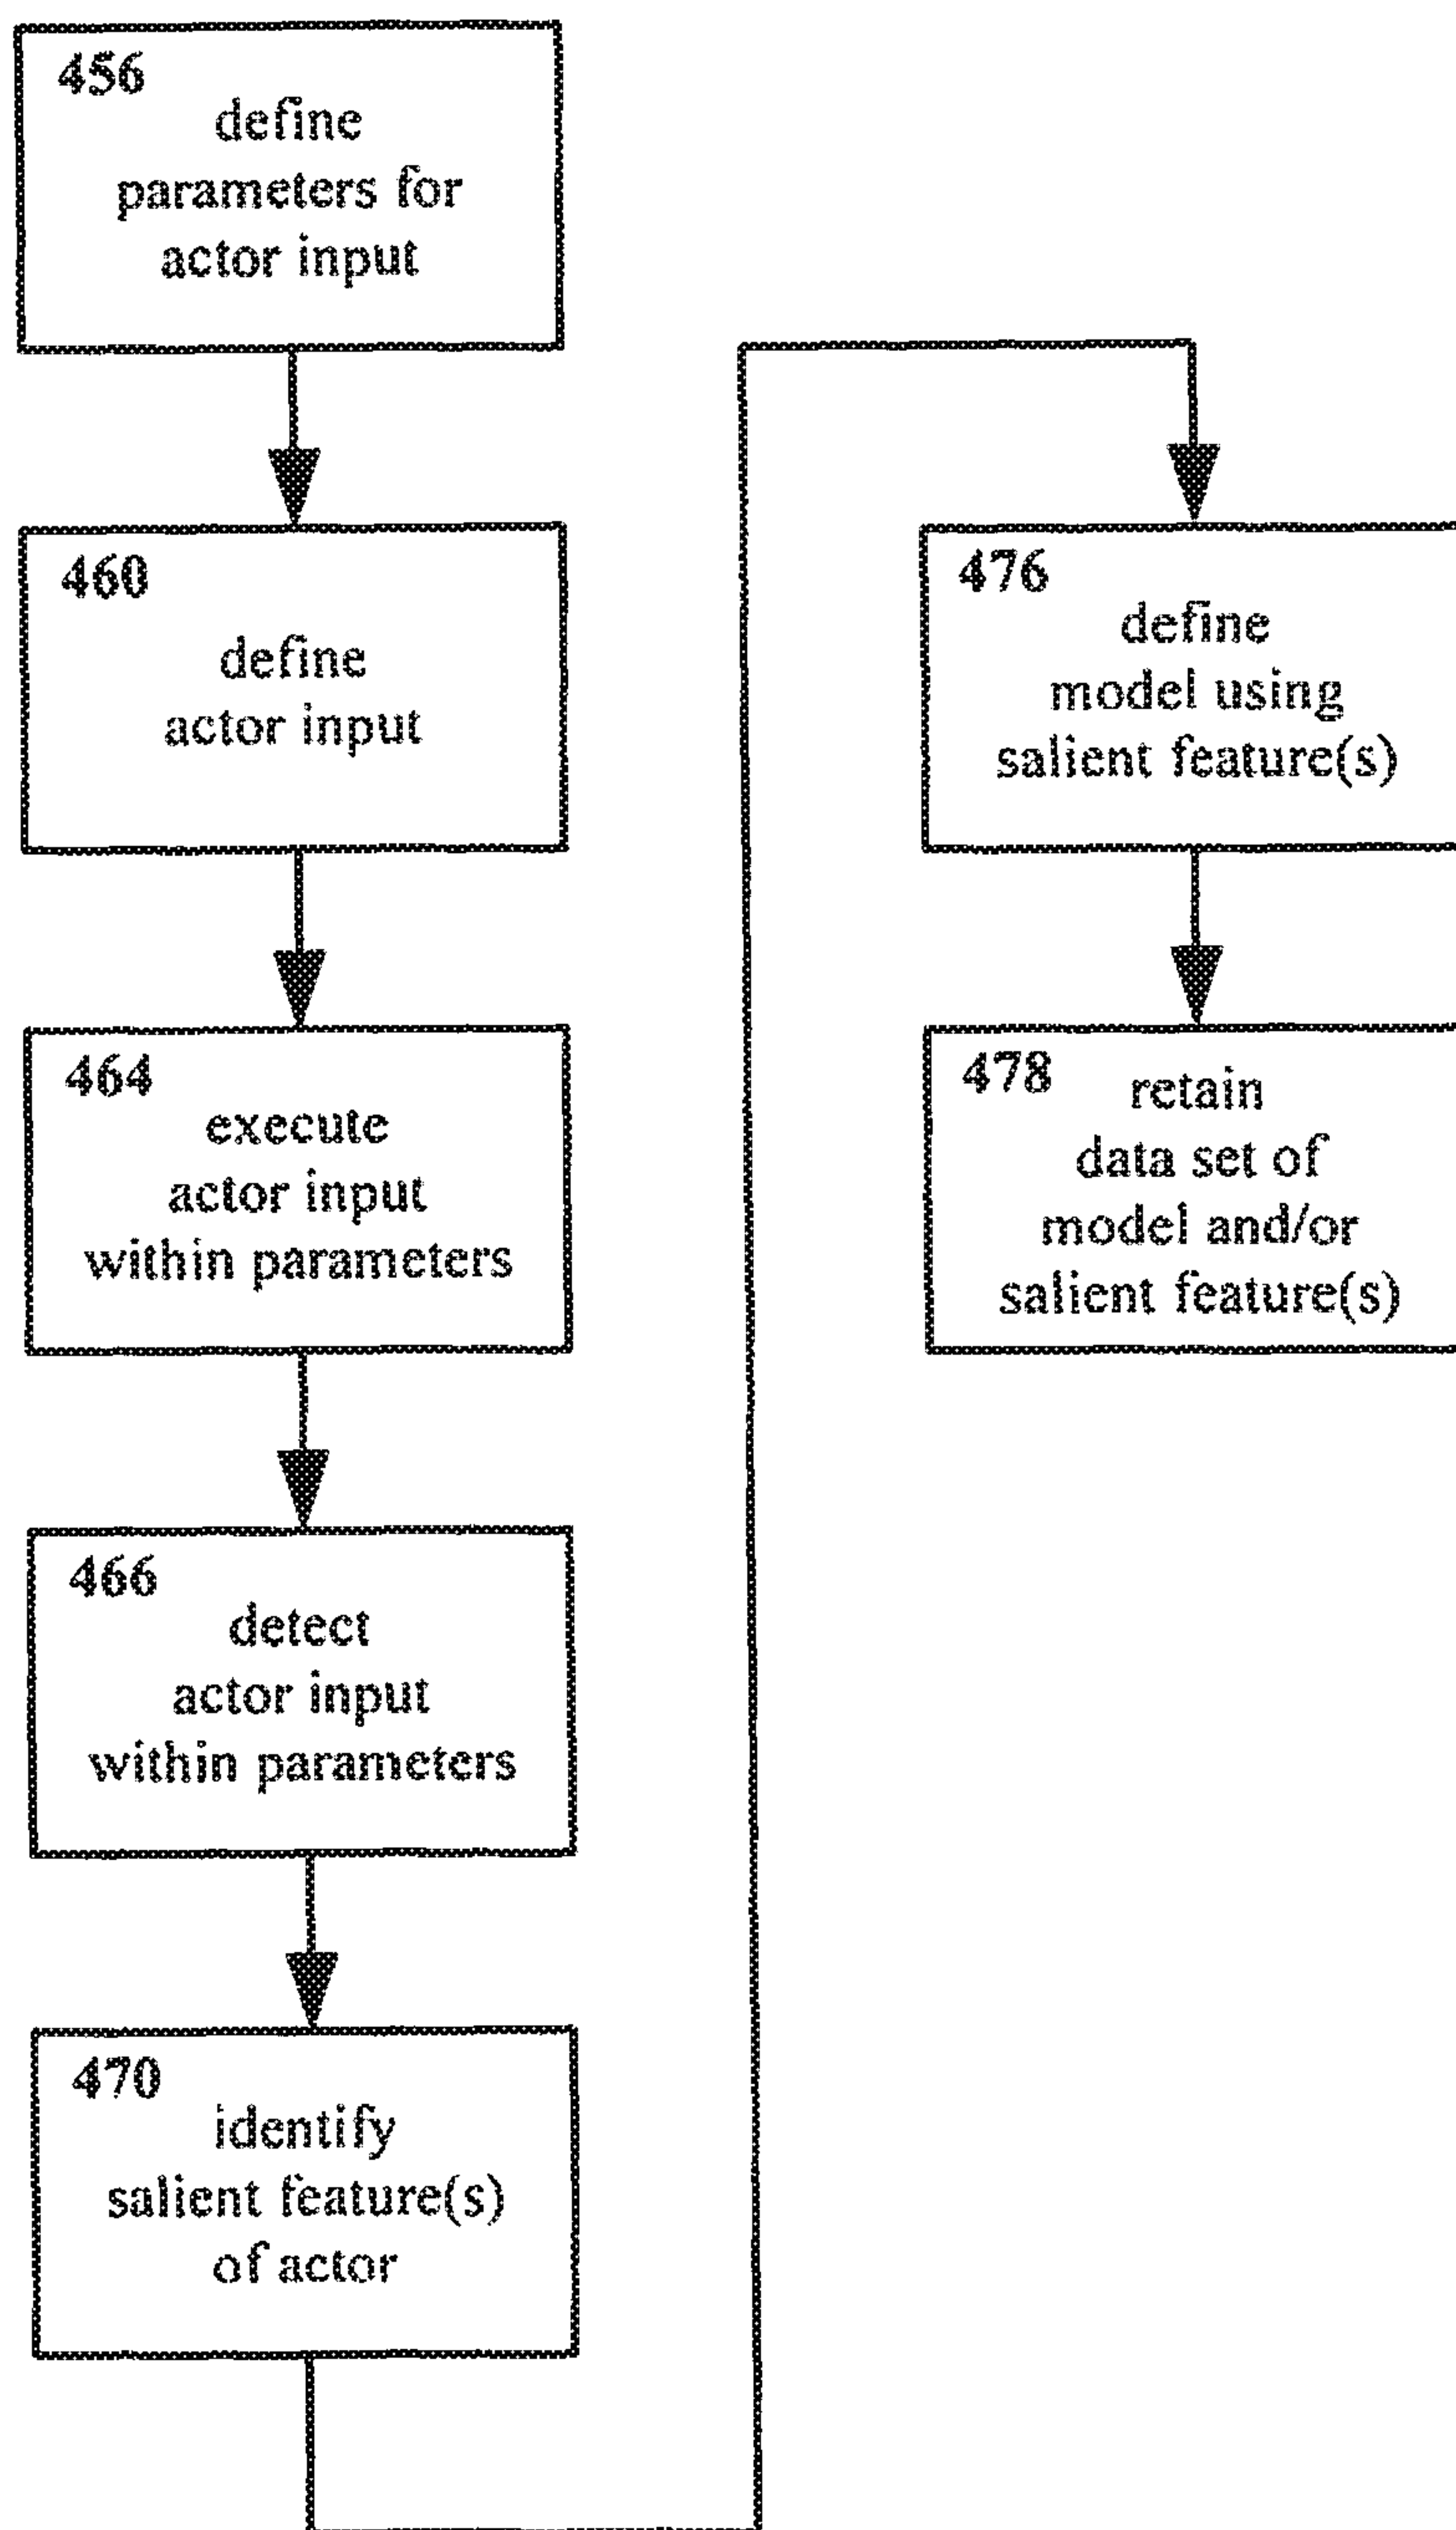 456
define
parameters for
actor input
460
define
actor input
464
execute
actor input
within parameters
466
detect
actor input
within parameters
470
identify
salient feature(s)
of actor
476
define
model using
salient feature(s)
478
retain
data set of
model and/or
salient feature(s)